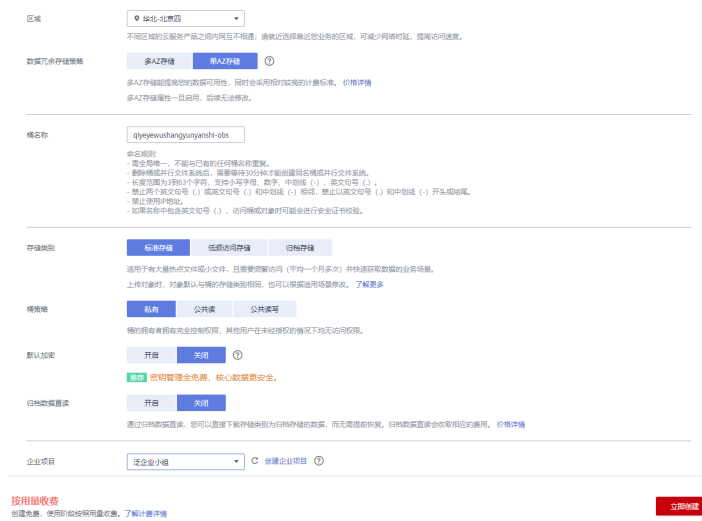 区域
华北-北京四
不同区域的云服务产品之间内网互不相通；请就近选择靠近您业务的区域，可减少网络时延，提高访问速度。
数据冗余存储策略
多AZ存储 单AZ存储
多AZ存储能提高您的数据可用性，同时会采用相对较高的计费标准。 价格详情
多AZ存储属性一旦启用，后续无法修改。
桶名称
qiyeyewushangyunyanshi-obs
命名规则:
- 需全局唯一，不能与已有的任何桶名称重复。
- 删除桶或并行文件系统后，需要等待30分钟才能创建同名桶或并行文件系统。
- 长度范围为3到63个字符，支持小写字母、数字、中划线（-）、英文句号（.）。
- 禁止两个英文句号（.）或英文句号（.）和中划线（-）相邻，禁止以英文句号（.）和中划线（-）开头或结尾。
- 禁止使用IP地址。
- 如果名称中包含英文句号（.），访问桶或对象时可能会进行安全证书校验。
存储类别
标准存储 低频访问存储 归档存储
适用于有大量热点文件或小文件，且需要频繁访问（平均一个月多次）并快速获取数据的业务场景。
上传对象时，对象默认与桶的存储类别相同，也可以根据适用场景修改。 了解更多
桶策略
私有 公共读 公共读写
桶的拥有者拥有完全控制权限，其他用户在未经授权的情况下均无访问权限。
默认加密
开启 关闭
推荐 密钥管理全免费，核心数据更安全。
归档数据直读
开启 关闭
通过归档数据直读，您可以直接下载存储类别为归档存储的数据，而无需提前恢复。归档数据直读会收取相应的费用。 价格详情
企业项目
泛企业小组 创建企业项目
按用量收费
创建免费，使用阶段按照用量收费。了解计费详情
立即创建